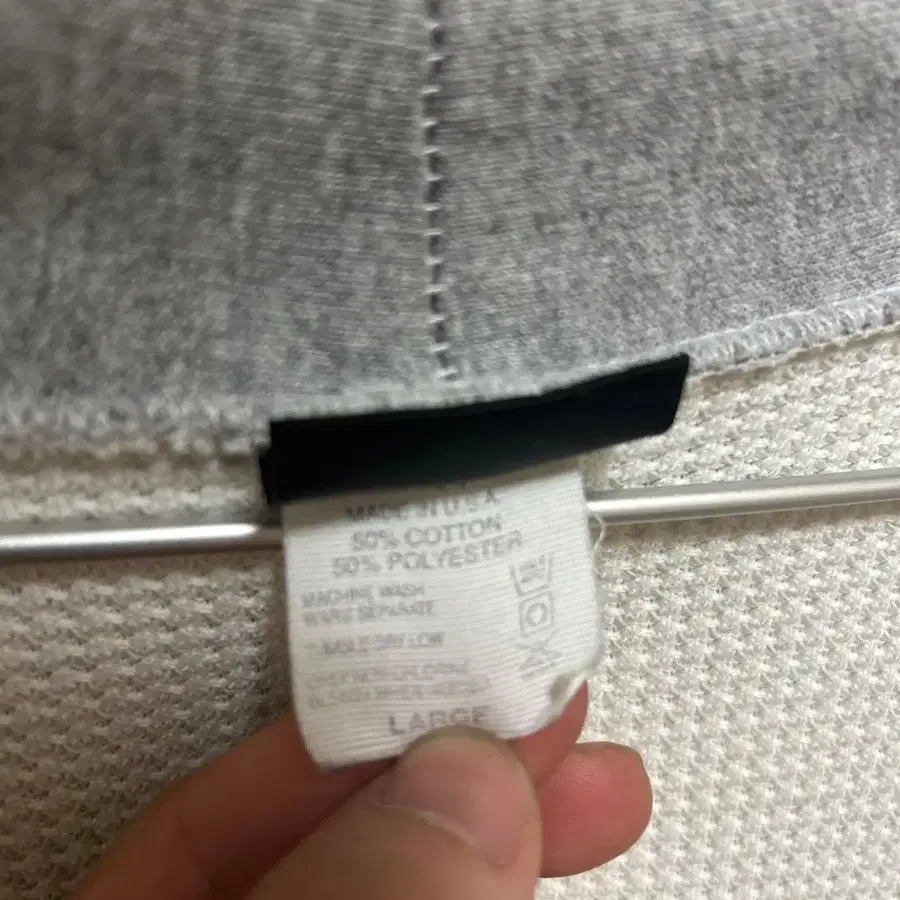 MADE IN U.S.A.
50% COTTON
50% POLYESTER
MACHINE WASH
WARM SEPARATE
TUMBLE DRY LOW
LARGE